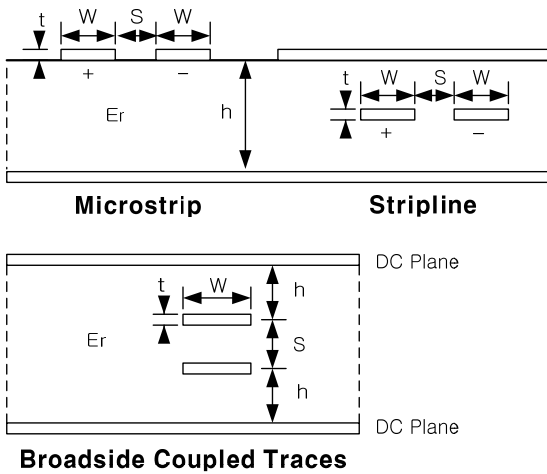 W S W
t
+ −
Er
h
W S W
t
+ −
Microstrip
Stripline
DC Plane
W
t
h
Er
S
h
DC Plane
Broadside Coupled Traces